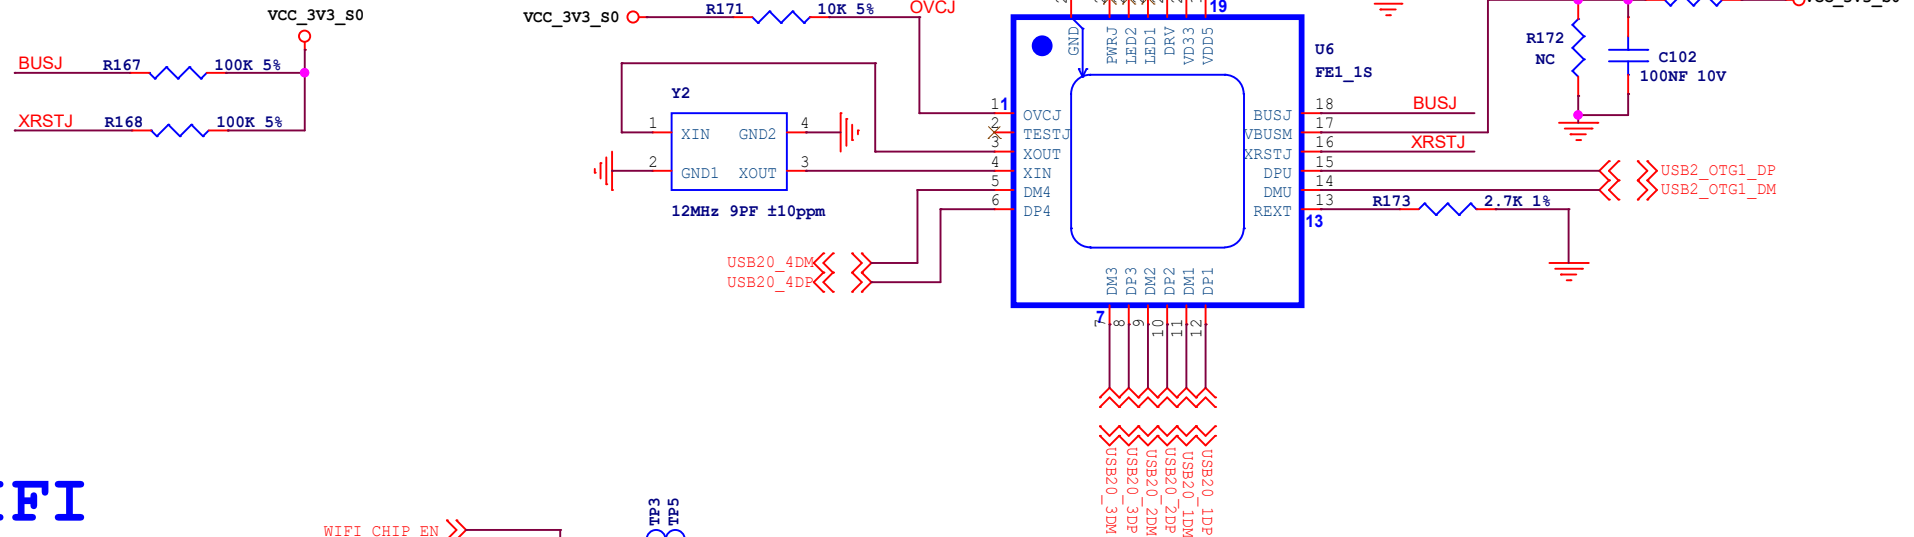 VCC_3V3_S0
BUSJ
R167
100K 5%
XRSTJ
R168
100K 5%
VCC_3V3_S0
R171
10K 5%
OVCJ
Y2
1
XIN
GND2
4
2
GND1
XOUT
3
12MHz 9PF ±10ppm
USB20_4DM
USB20_4DP
19
GND
PWRJ
LED2
LED1
DRV
VD33
VDD5
U6
FE1_1S
1
1
OVCJ
2
TESTJ
3
XOUT
4
XIN
5
DM4
6
DP4
BUSJ
18
BUSJ
VBUSM
17
XRSTJ
16
XRSTJ
DPU
15
USB2_OTG1_DP
DMU
14
USB2_OTG1_DM
REXT
13
13
R173
2.7K 1%
R172
NC
C102
100NF 10V
DM3
DP3
DM2
DP2
DM1
DP1
7
7
8
9
10
11
12
USB20_3DM
USB20_3DP
USB20_2DM
USB20_2DP
USB20_1DM
USB20_1DP
IFI
WIFI CHIP EN
TP3
TP5